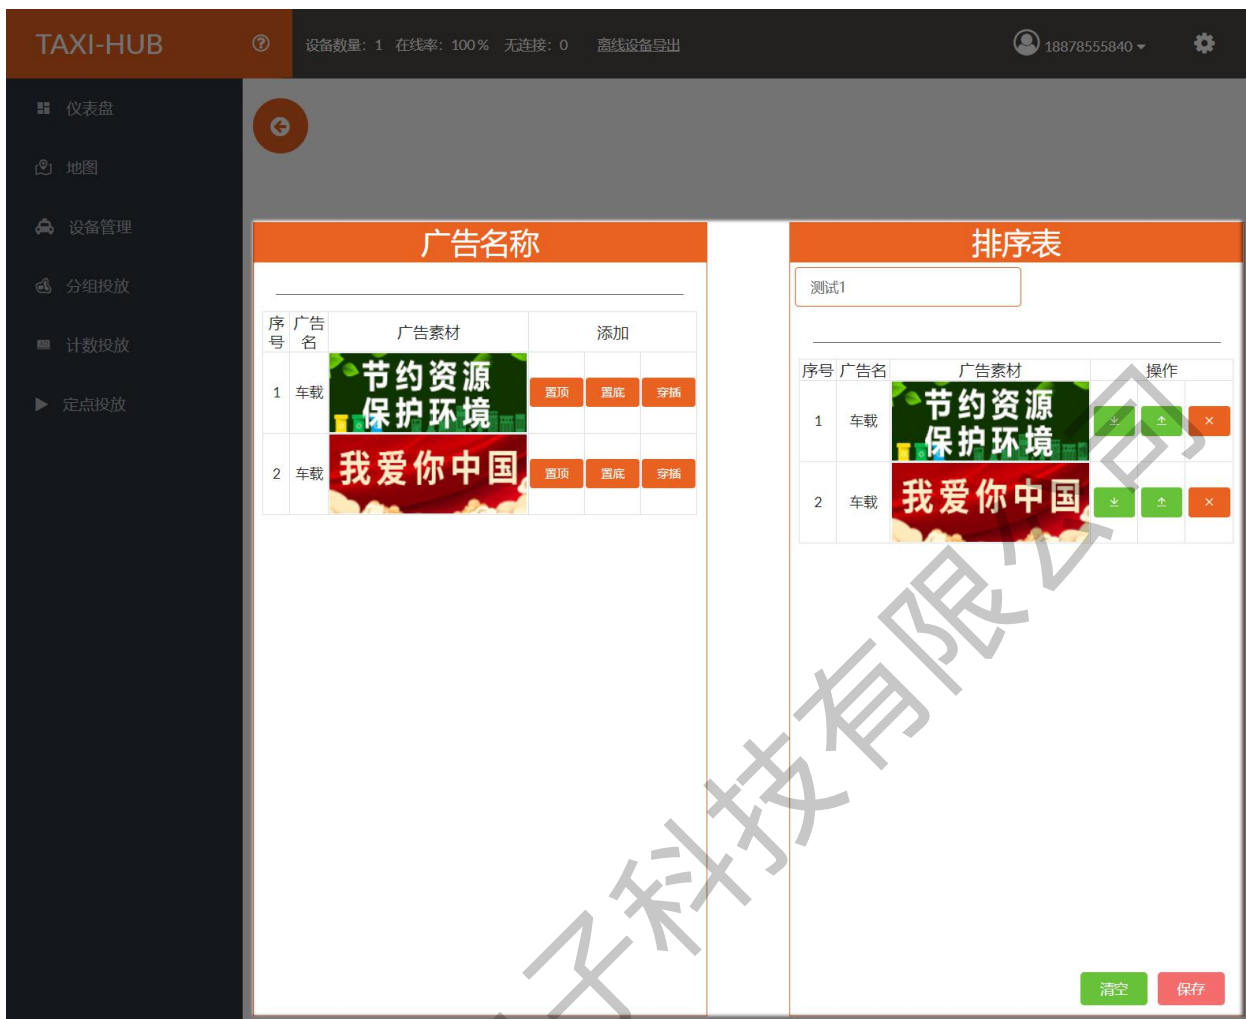 TAXI-HUB
设备数量：1 在线率：100% 无连接：0 离线设备导出
18878555840
仪表盘
地图
设备管理
分组投放
计数投放
定点投放
广告名称
序号 广告名 广告素材 添加
1 车载 节约资源 保护环境 置顶 置底 穿插
2 车载 我爱你中国 置顶 置底 穿插
排序表
测试1
序号 广告名 广告素材 操作
1 车载 节约资源 保护环境
2 车载 我爱你中国
清空 保存
子科技有限公司